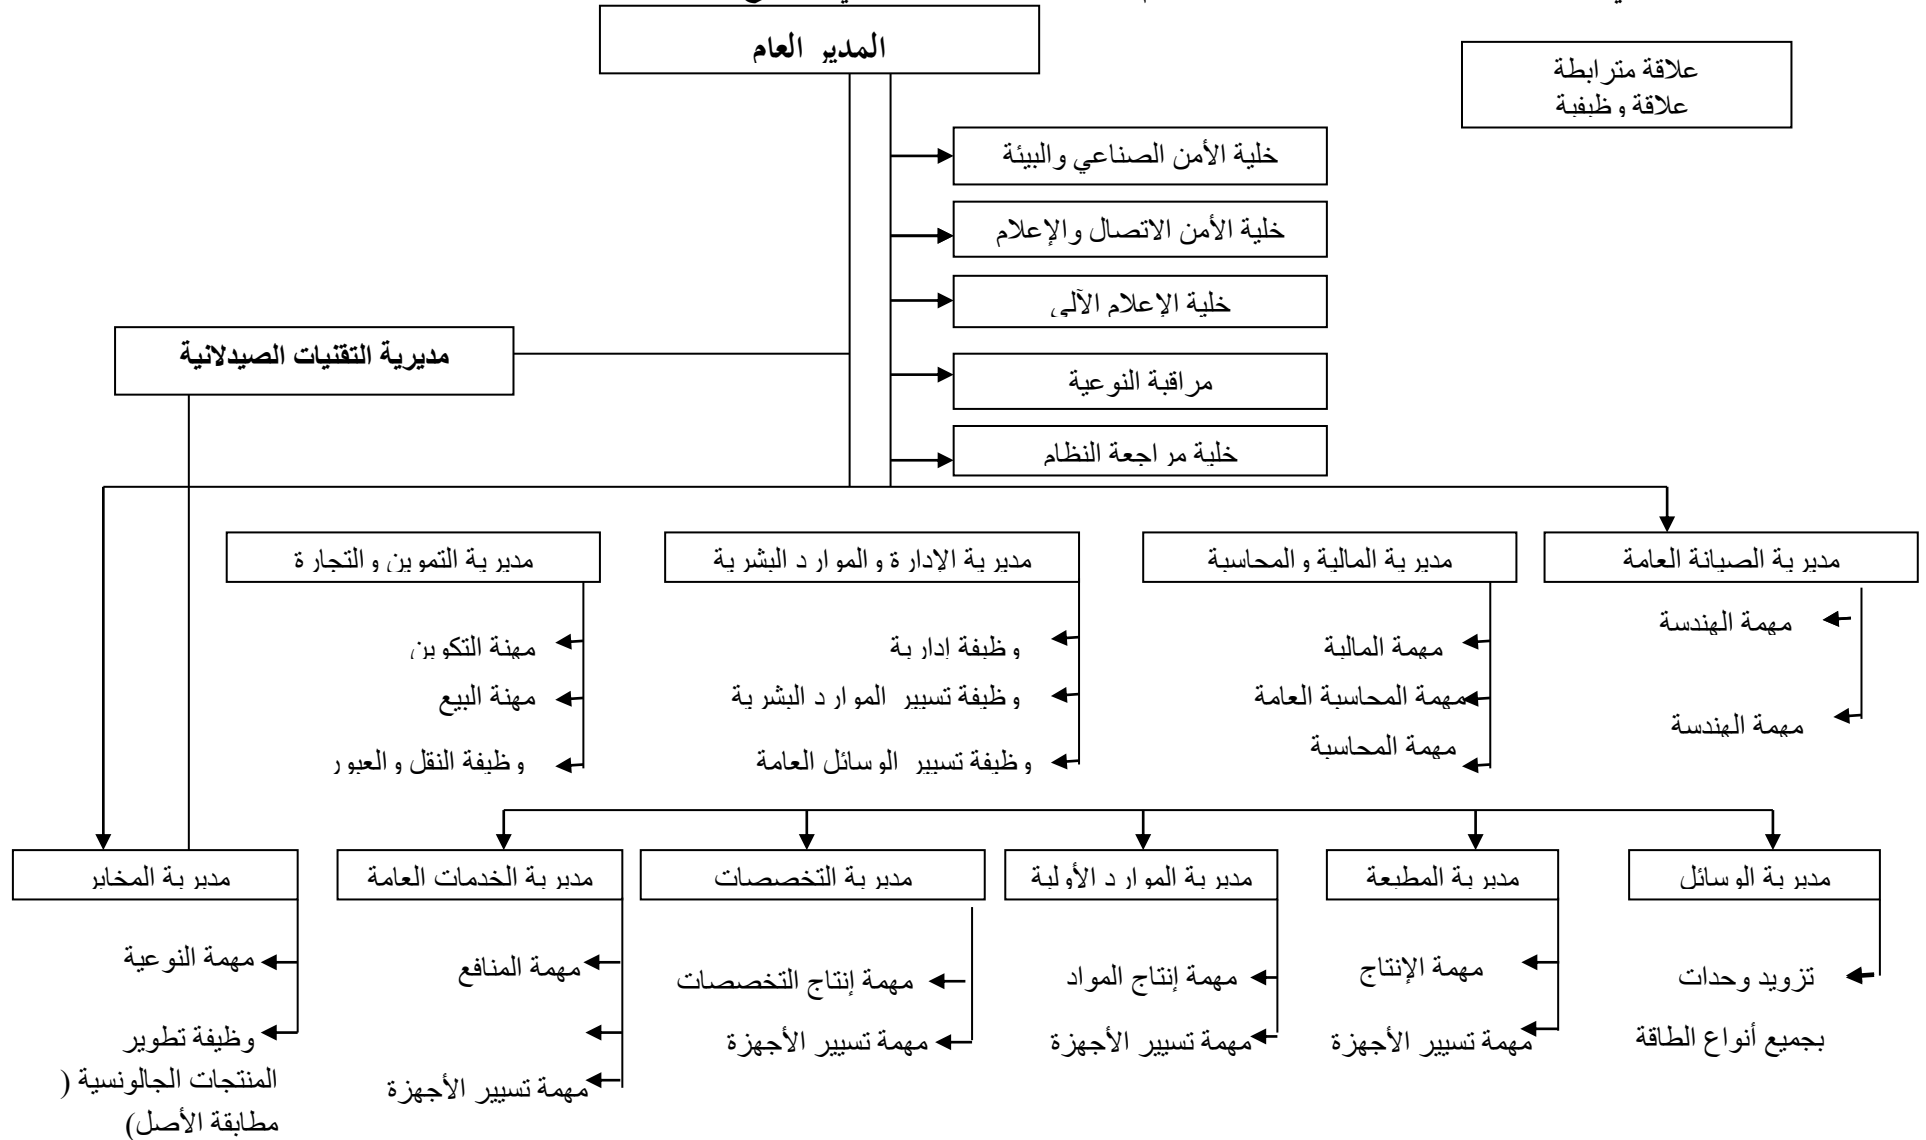 المدير العام
علاقة مترابطة
علاقة وظيفية
خلية الأمن الصناعي والبيئة
خلية الأمن الاتصال والإعلام
خلية الإعلام الآلي
مديرية التقنيات الصيدلانية
مراقبة النوعية
خلية مراجعة النظام
مديرية الصيانة العامة
مديرية المالية والمحاسبة
مديرية الإدارة والموارد البشرية
مديرية التموين والتجارة
مهمة الهندسة
مهمة الهندسة
مهمة المالية
مهمة المحاسبة العامة
مهمة المحاسبة
وظيفة إدارية
وظيفة تسيير الموارد البشرية
وظيفة تسيير الوسائل العامة
مهنة التكوين
مهنة البيع
وظيفة النقل والعبور
مديرية الوسائل
مديرية المطبعة
مديرية الموارد الأولية
مديرية التخصصات
مديرية الخدمات العامة
مديرية المخابر
تزويد وحدات
بجميع أنواع الطاقة
مهمة الإنتاج
مهمة تسيير الأجهزة
مهمة إنتاج المواد
مهمة تسيير الأجهزة
مهمة إنتاج التخصصات
مهمة تسيير الأجهزة
مهمة المنافع
مهمة تسيير الأجهزة
مهمة النوعية
وظيفة تطوير
المنتجات الجالونسية (
مطابقة الأصل)